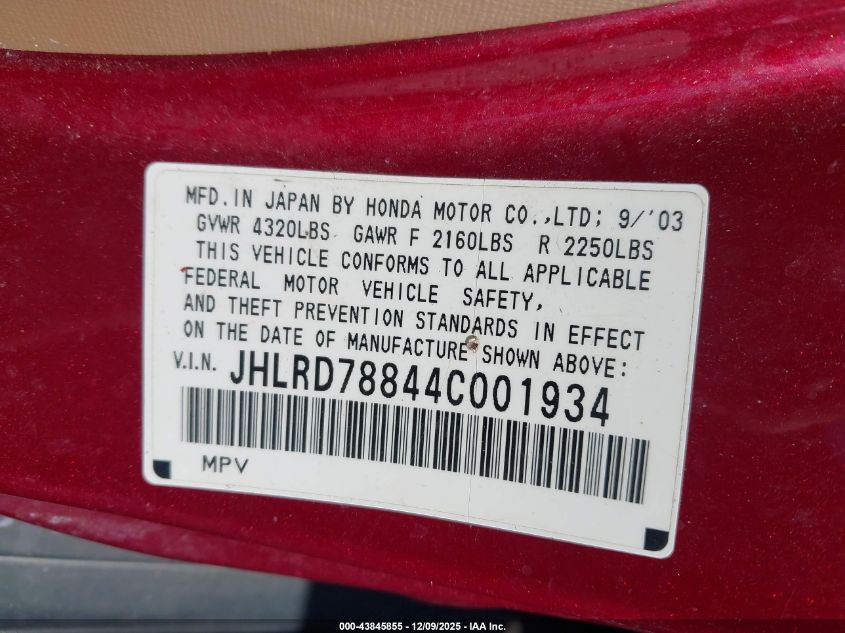 MFD. IN JAPAN BY HONDA MOTOR CO.,LTD; 9/'03
GVWR 4320LBS GAWR F 2160LBS R 2250LBS
THIS VEHICLE CONFORMS TO ALL APPLICABLE
FEDERAL MOTOR VEHICLE SAFETY,
AND THEFT PREVENTION STANDARDS IN EFFECT
ON THE DATE OF MANUFACTURE SHOWN ABOVE:
V.I.N. JHLRD78844C001934
MPV
000-43845855 - 12/09/2025 - IAA Inc.